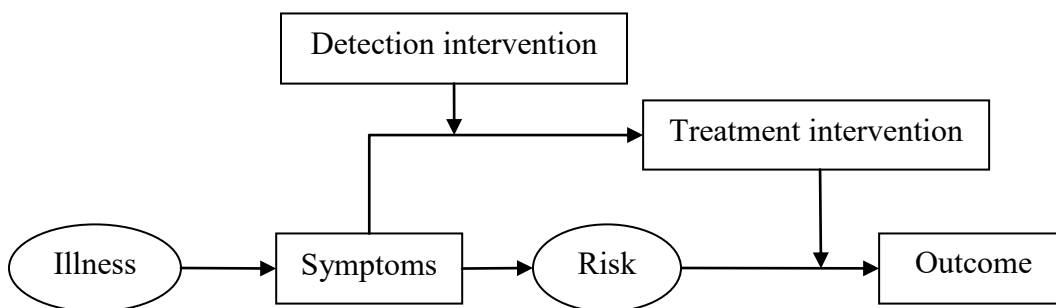 Detection intervention
Treatment intervention
Illness
Symptoms
Risk
Outcome